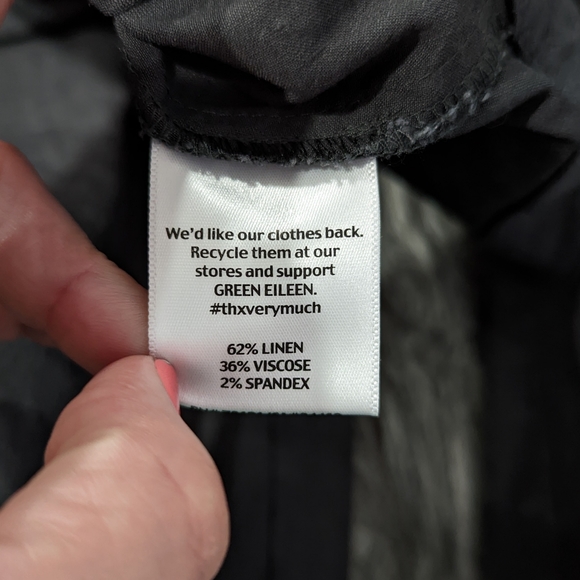 We'd like our clothes back.
Recycle them at our
stores and support
GREEN EILEEN.
#thxverymuch
62% LINEN
36% VISCOSE
2% SPANDEX